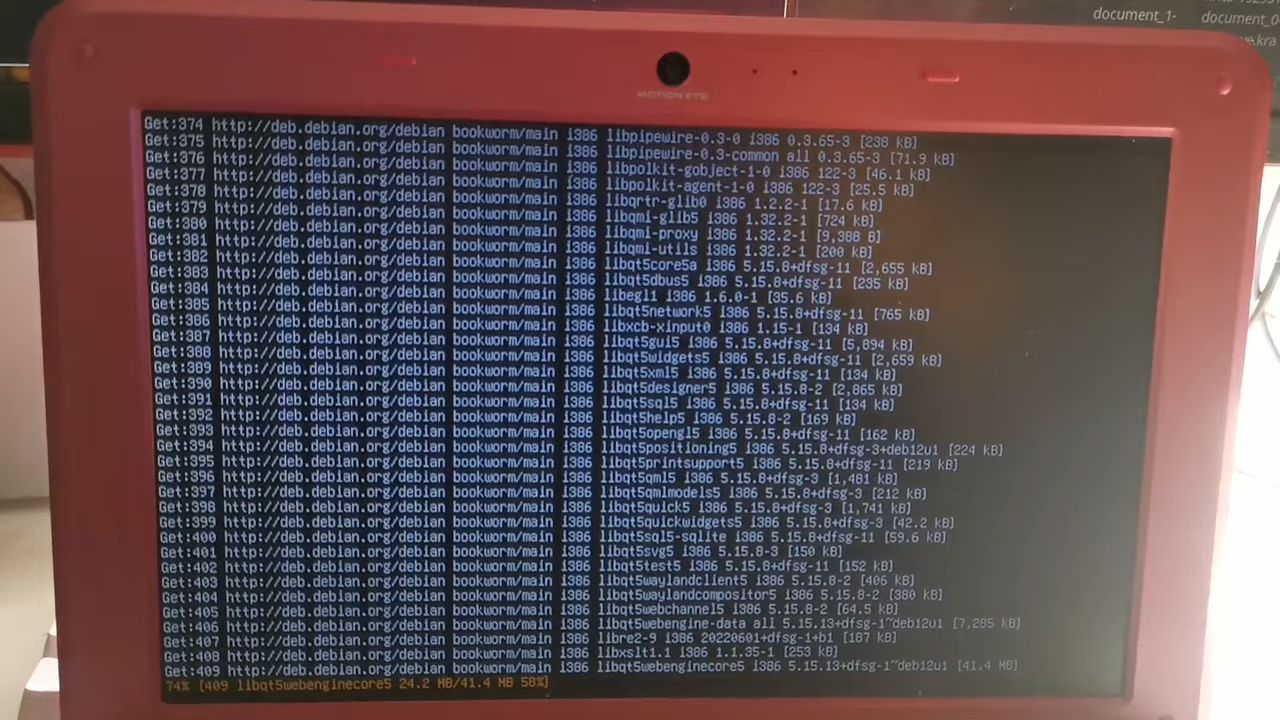 document_1-
document_0
ve.kra
MOTION EYE
Get:374 http://deb.debian.org/debian bookworm/main i386 libpipewire-0.3-0 i386 0.3.65-3 [238 kB]
Get:375 http://deb.debian.org/debian bookworm/main i386 libpipewire-0.3-common all 0.3.65-3 [71.9 kB]
Get:376 http://deb.debian.org/debian bookworm/main i386 libpolkit-gobject-1-0 i386 122-3 [46.1 kB]
Get:377 http://deb.debian.org/debian bookworm/main i386 libpolkit-agent-1-0 i386 122-3 [25.5 kB]
Get:378 http://deb.debian.org/debian bookworm/main i386 libqrtr-glib0 i386 1.2.2-1 [17.6 kB]
Get:379 http://deb.debian.org/debian bookworm/main i386 libqmi-glib5 i386 1.32.2-1 [724 kB]
Get:380 http://deb.debian.org/debian bookworm/main i386 libqmi-proxy i386 1.32.2-1 [9,388 B]
Get:381 http://deb.debian.org/debian bookworm/main i386 libqmi-utils i386 1.32.2-1 [200 kB]
Get:382 http://deb.debian.org/debian bookworm/main i386 libqt5core5a i386 5.15.8+dfsg-11 [2,655 kB]
Get:383 http://deb.debian.org/debian bookworm/main i386 libqt5dbus5 i386 5.15.8+dfsg-11 [235 kB]
Get:384 http://deb.debian.org/debian bookworm/main i386 libegl1 i386 1.6.0-1 [35.6 kB]
Get:385 http://deb.debian.org/debian bookworm/main i386 libqt5network5 i386 5.15.8+dfsg-11 [765 kB]
Get:386 http://deb.debian.org/debian bookworm/main i386 libxcb-xinput0 i386 1.15-1 [134 kB]
Get:387 http://deb.debian.org/debian bookworm/main i386 libqt5gui5 i386 5.15.8+dfsg-11 [5,894 kB]
Get:388 http://deb.debian.org/debian bookworm/main i386 libqt5widgets5 i386 5.15.8+dfsg-11 [2,659 kB]
Get:389 http://deb.debian.org/debian bookworm/main i386 libqt5xml5 i386 5.15.8+dfsg-11 [134 kB]
Get:390 http://deb.debian.org/debian bookworm/main i386 libqt5designer5 i386 5.15.8-2 [2,865 kB]
Get:391 http://deb.debian.org/debian bookworm/main i386 libqt5sql5 i386 5.15.8+dfsg-11 [134 kB]
Get:392 http://deb.debian.org/debian bookworm/main i386 libqt5help5 i386 5.15.8-2 [169 kB]
Get:393 http://deb.debian.org/debian bookworm/main i386 libqt5opengl5 i386 5.15.8+dfsg-11 [162 kB]
Get:394 http://deb.debian.org/debian bookworm/main i386 libqt5positioning5 i386 5.15.8+dfsg-3+deb12u1 [224 kB]
Get:395 http://deb.debian.org/debian bookworm/main i386 libqt5printsupport5 i386 5.15.8+dfsg-11 [219 kB]
Get:396 http://deb.debian.org/debian bookworm/main i386 libqt5qml5 i386 5.15.8+dfsg-3 [1,481 kB]
Get:397 http://deb.debian.org/debian bookworm/main i386 libqt5qmlmodels5 i386 5.15.8+dfsg-3 [212 kB]
Get:398 http://deb.debian.org/debian bookworm/main i386 libqt5quick5 i386 5.15.8+dfsg-3 [1,741 kB]
Get:399 http://deb.debian.org/debian bookworm/main i386 libqt5quickwidgets5 i386 5.15.8+dfsg-3 [42.2 kB]
Get:400 http://deb.debian.org/debian bookworm/main i386 libqt5sql5-sqlite i386 5.15.8+dfsg-11 [59.6 kB]
Get:401 http://deb.debian.org/debian bookworm/main i386 libqt5svg5 i386 5.15.8-3 [150 kB]
Get:402 http://deb.debian.org/debian bookworm/main i386 libqt5test5 i386 5.15.8+dfsg-11 [152 kB]
Get:403 http://deb.debian.org/debian bookworm/main i386 libqt5waylandclient5 i386 5.15.8-2 [406 kB]
Get:404 http://deb.debian.org/debian bookworm/main i386 libqt5waylandcompositor5 i386 5.15.8-2 [380 kB]
Get:405 http://deb.debian.org/debian bookworm/main i386 libqt5webchannel5 i386 5.15.8-2 [64.5 kB]
Get:406 http://deb.debian.org/debian bookworm/main i386 libqt5webengine-data all 5.15.13+dfsg-1~deb12u1 [7,285 kB]
Get:407 http://deb.debian.org/debian bookworm/main i386 libre2-9 i386 20220601+dfsg-1+b1 [187 kB]
Get:408 http://deb.debian.org/debian bookworm/main i386 libxslt1.1 i386 1.1.35-1 [253 kB]
Get:409 http://deb.debian.org/debian bookworm/main i386 libqt5webenginecore5 i386 5.15.13+dfsg-1~deb12u1 [41.4 MB]
74% [409 libqt5webenginecore5 24.2 MB/41.4 MB 58%]